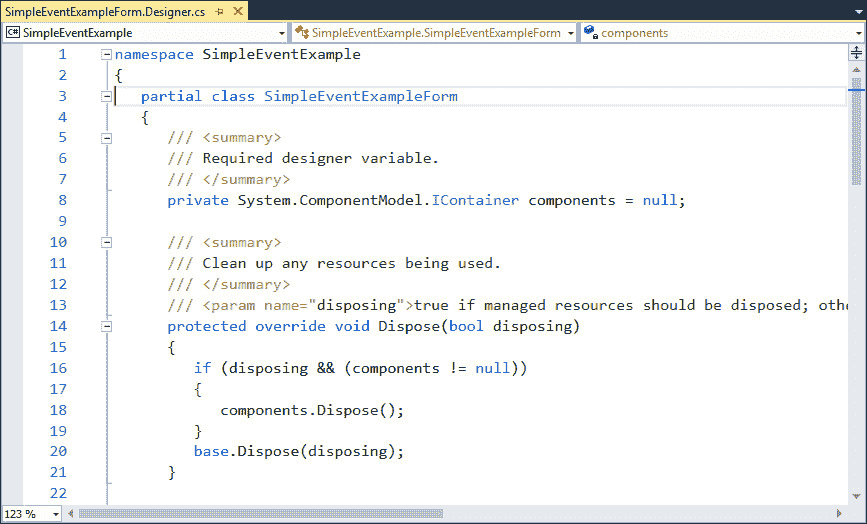 SimpleEventExampleForm.Designer.cs
C# SimpleEventExample SimpleEventExample.SimpleEventExampleForm components
1 namespace SimpleEventExample
2 {
3 partial class SimpleEventExampleForm
4 {
5 /// <summary>
6 /// Required designer variable.
7 /// </summary>
8 private System.ComponentModel.IContainer components = null;
9
10 /// <summary>
11 /// Clean up any resources being used.
12 /// </summary>
13 /// <param name="disposing">true if managed resources should be disposed; othe
14 protected override void Dispose(bool disposing)
15 {
16 if (disposing && (components != null))
17 {
18 components.Dispose();
19 }
20 base.Dispose(disposing);
21 }
22
123 %